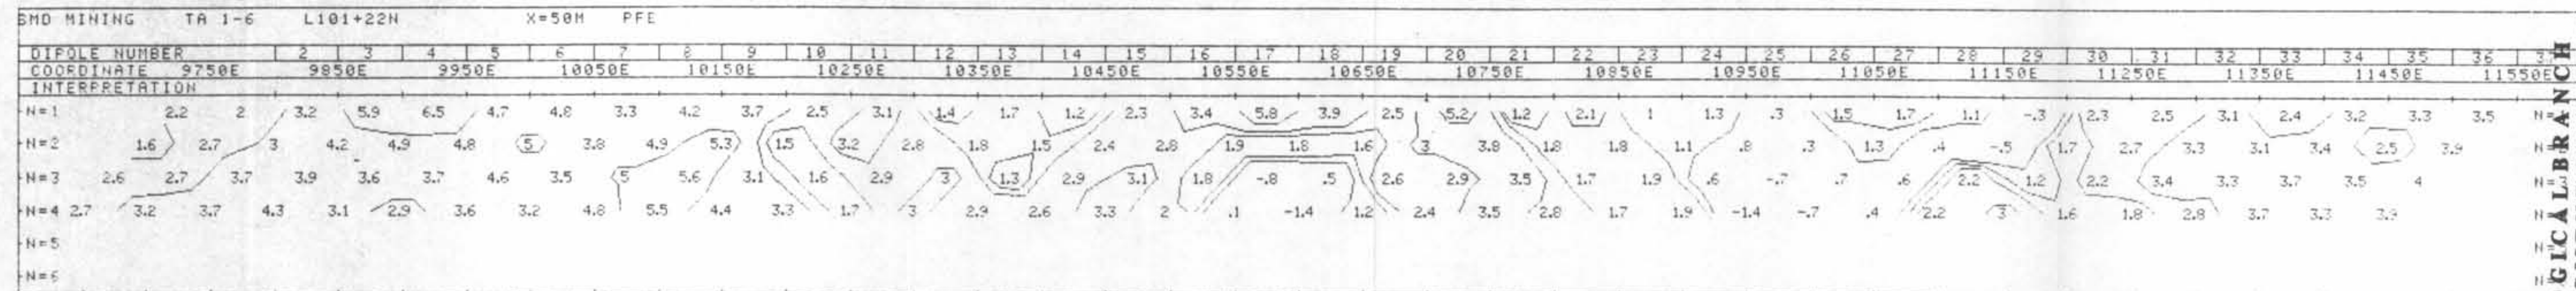 SMD MINING TA 1-6 L101+22N X=50M PFE
DIPOLE NUMBER 2 3 4 5 6 7 8 9 10 11 12 13 14 15 16 17 18 19 20 21 22 23 24 25 26 27 28 29 30 31 32 33 34 35 36 37
COORDINATE 9750E 9850E 9950E 10050E 10150E 10250E 10350E 10450E 10550E 10650E 10750E 10850E 10950E 11050E 11150E 11250E 11350E 11450E 11550E
INTERPRETATION
N=1 2.2 2 3.2 5.9 6.5 4.7 4.8 3.3 4.2 3.7 2.5 3.1 1.4 1.7 1.2 2.3 3.4 5.8 3.9 2.5 5.2 1.2 2.1 1 1.3 .3 1.5 1.7 1.1 -.3 2.3 2.5 3.1 2.4 3.2 3.3 3.5 N=
N=2 1.6 2.7 3 4.2 4.9 4.8 5 3.8 4.9 5.3 1.5 3.2 2.8 1.8 1.5 2.4 2.8 1.9 1.8 1.6 3 3.8 1.8 1.8 1.1 .8 .3 1.3 .4 -.5 1.7 2.7 3.3 3.1 3.4 2.5 3.9 N=
N=3 2.6 2.7 3.7 3.9 3.6 3.7 4.6 3.5 5 5.6 3.1 1.6 2.9 3 1.3 2.9 3.1 1.8 -.8 .5 2.6 2.9 3.5 1.7 1.9 .6 -.7 .7 .6 2.2 1.2 2.2 3.4 3.3 3.7 3.5 4 N=3
N=4 2.7 3.2 3.7 4.3 3.1 2.9 3.6 3.2 4.8 5.5 4.4 3.3 1.7 3 2.9 2.6 3.3 2 .1 -1.4 1.2 2.4 3.5 2.8 1.7 1.9 -1.4 -.7 .4 2.2 3 1.6 1.8 2.8 3.7 3.3 3.9 N=
N=5 N=
N=6 N=
GICAL BRANCH